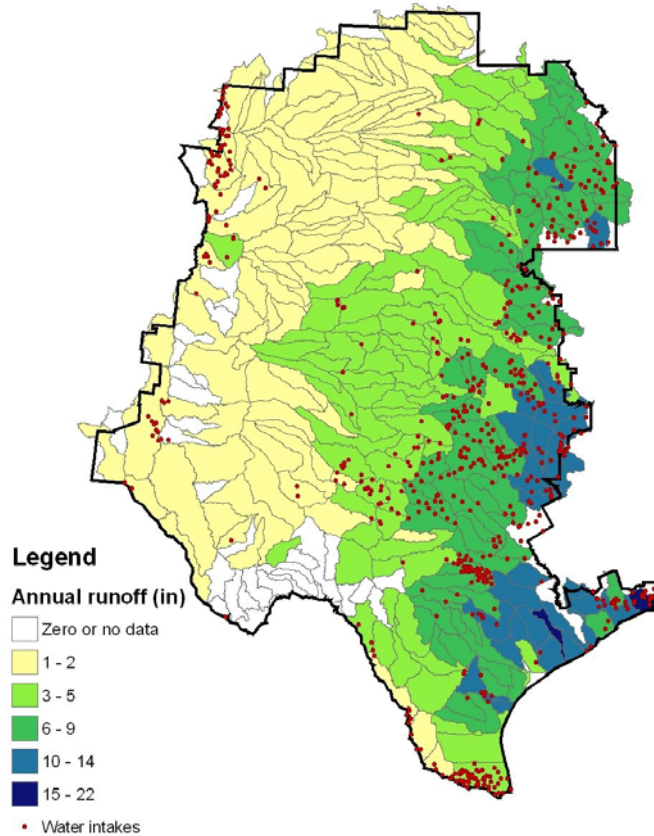 Legend
Annual runoff (in)
Zero or no data
1 - 2
3 - 5
6 - 9
10 - 14
15 - 22
Water intakes